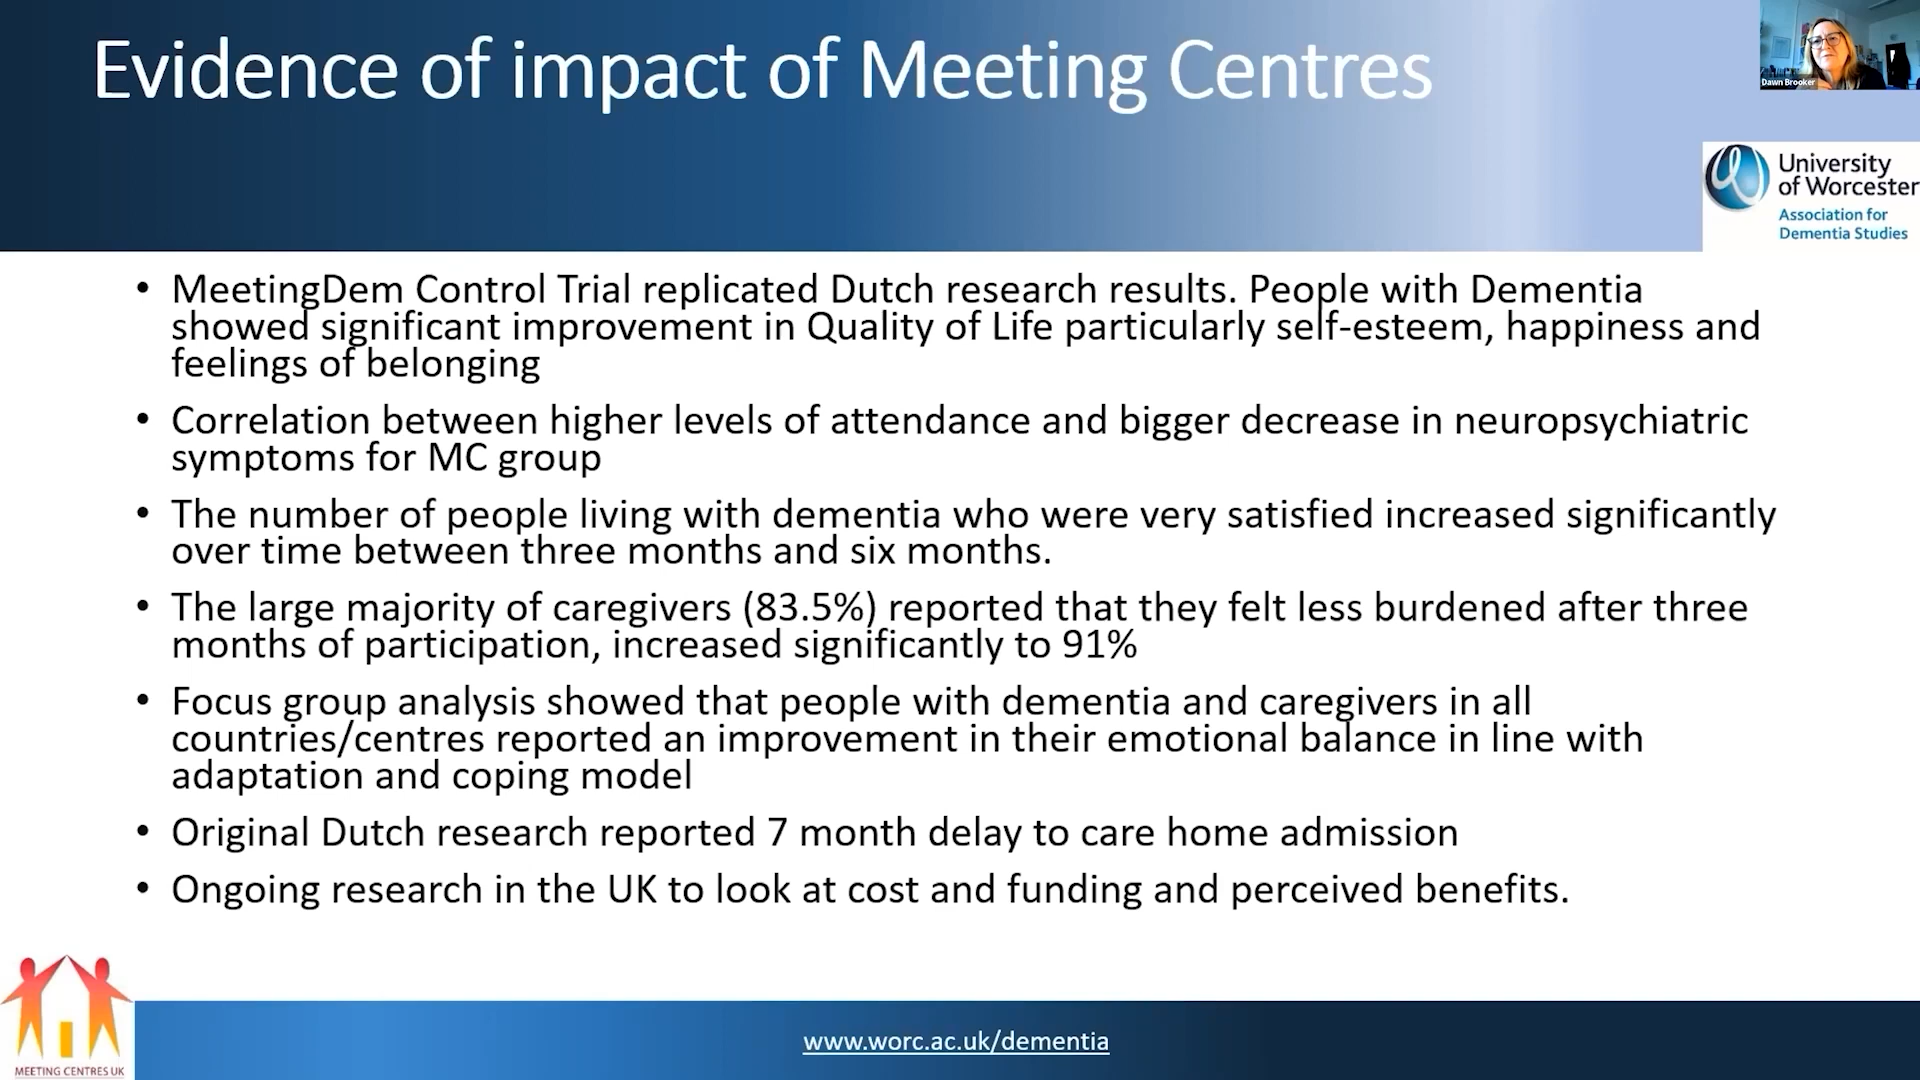 Evidence of impact of Meeting Centres
Dawn Brooker
University
of Worcester
Association for
Dementia Studies
• MeetingDem Control Trial replicated Dutch research results. People with Dementia
showed significant improvement in Quality of Life particularly self-esteem, happiness and
feelings of belonging
• Correlation between higher levels of attendance and bigger decrease in neuropsychiatric
symptoms for MC group
• The number of people living with dementia who were very satisfied increased significantly
over time between three months and six months.
• The large majority of caregivers (83.5%) reported that they felt less burdened after three
months of participation, increased significantly to 91%
• Focus group analysis showed that people with dementia and caregivers in all
countries/centres reported an improvement in their emotional balance in line with
adaptation and coping model
• Original Dutch research reported 7 month delay to care home admission
• Ongoing research in the UK to look at cost and funding and perceived benefits.
MEETING CENTRES UK
www.worc.ac.uk/dementia